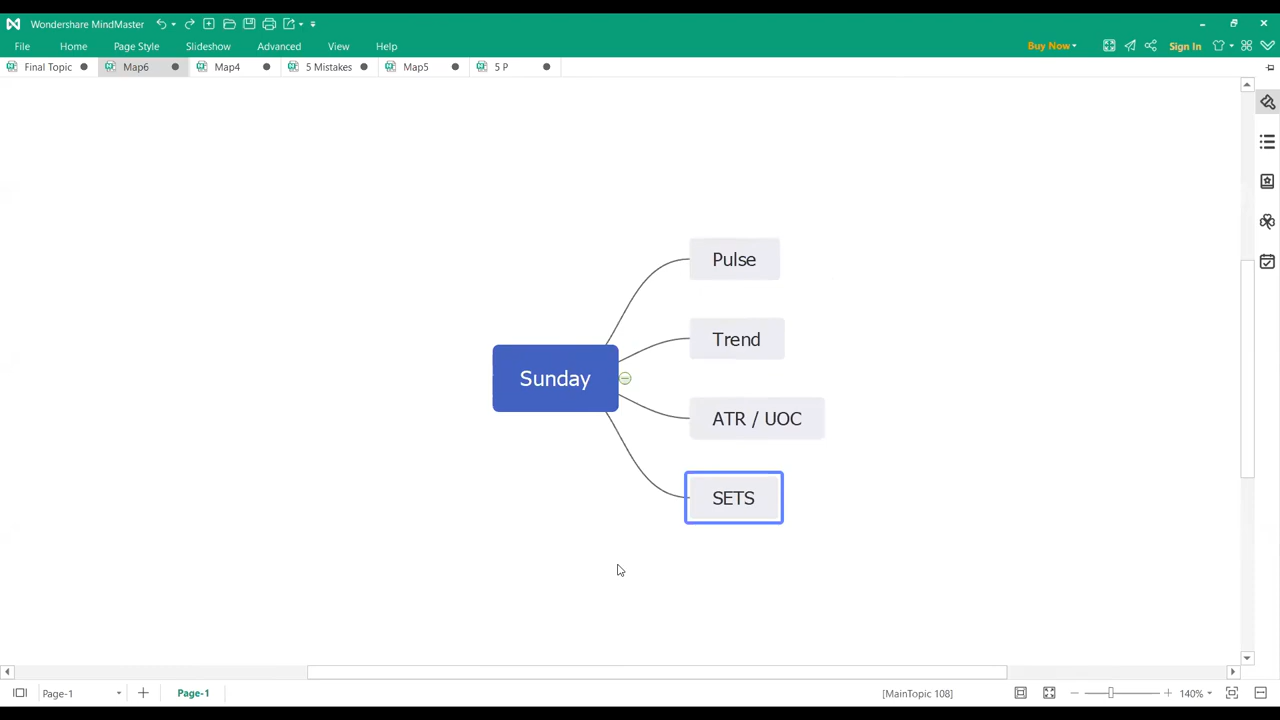 Wondershare MindMaster
File Home Page Style Slideshow Advanced View Help
Buy Now Sign In
Final Topic Map6 Map4 5 Mistakes Map5 5 P
Pulse
Trend
Sunday
ATR / UOC
SETS
Page-1 Page-1 [MainTopic 108] 140%